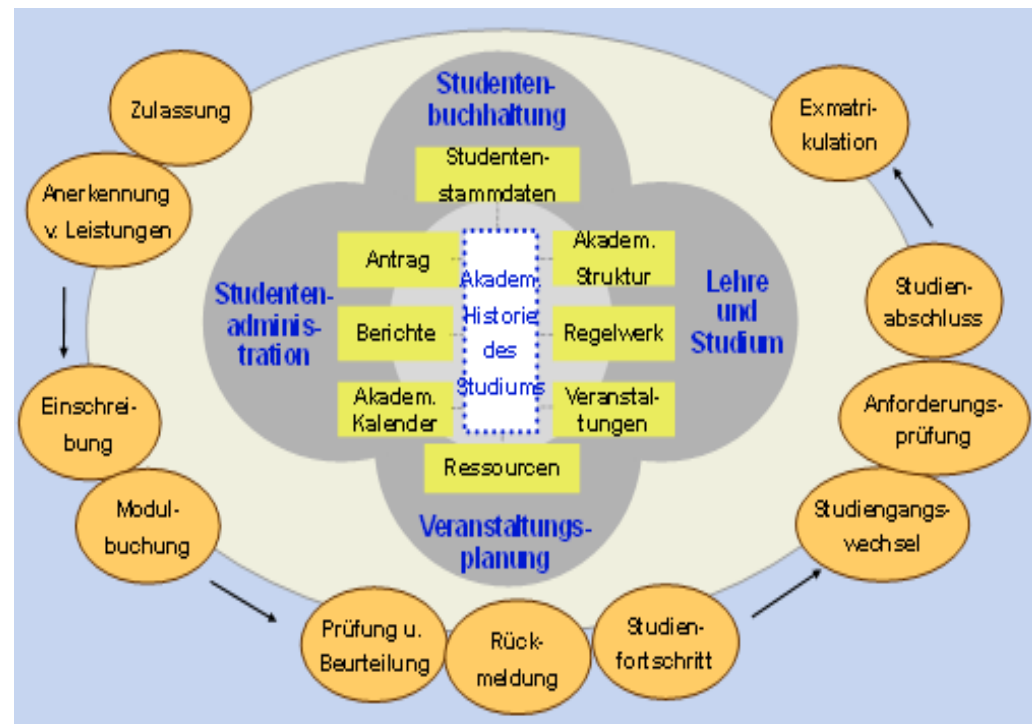 Zulassung
Anerkennung
v. Leistungen
Einschrei-
bung
Modul-
buchung
Prüfung u.
Beurteilung
Rück-
meldung
Studien-
fortschritt
Studiengangs-
wechsel
Anforderungs-
prüfung
Studien-
abschluss
Exmatri-
kulation
Studenten-
buchhaltung
Studenten-
stammdaten
Studenten-
adminis-
tration
Antrag
Berichte
Akadem.
Kalender
Akadem.
Historie
des
Studiums
Akadem.
Struktur
Regelwerk
Veranstal-
tungen
Lehre
und
Studium
Ressourcen
Veranstaltungs-
planung